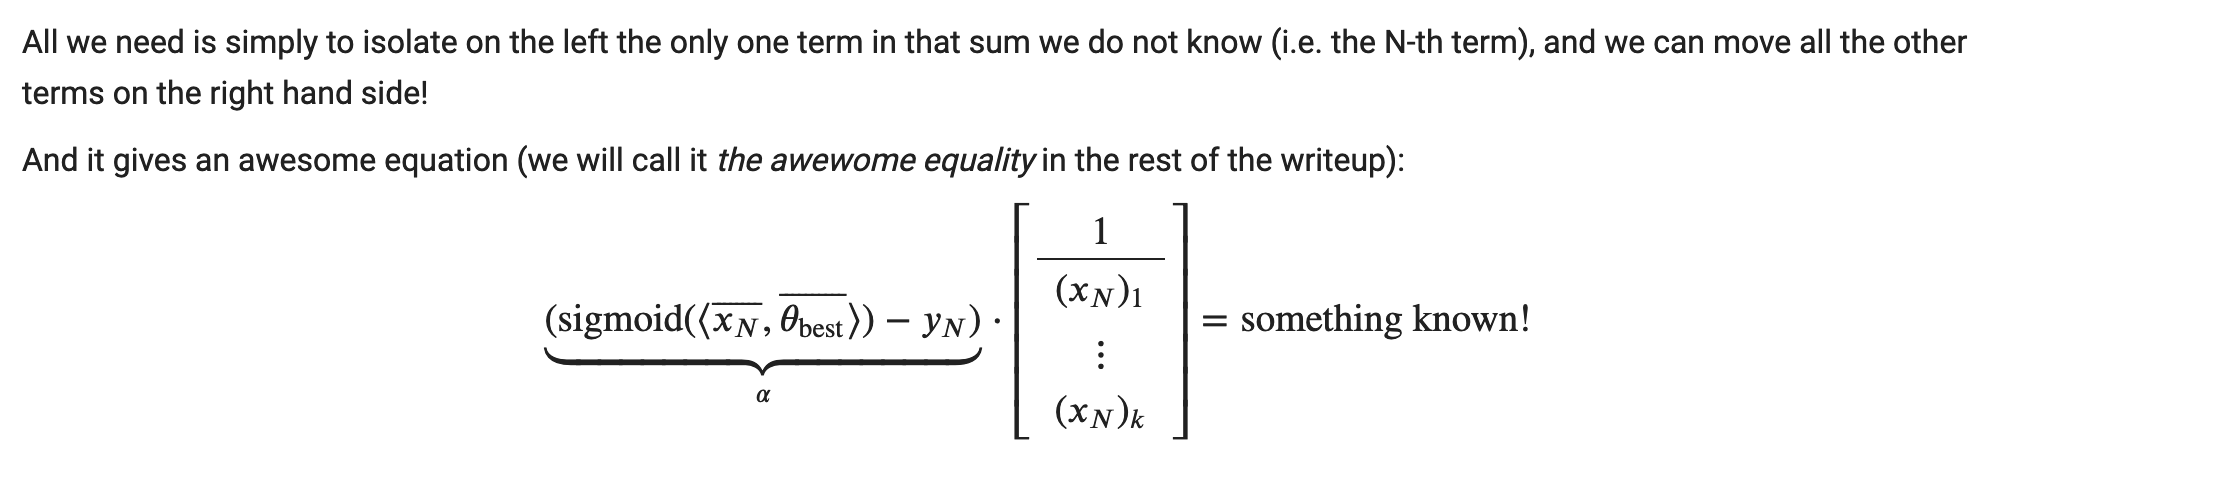 All we need is simply to isolate on the left the only one term in that sum we do not know (i.e. the N-th term), and we can move all the other
terms on the right hand side!
And it gives an awesome equation (we will call it the awewome equality in the rest of the writeup):
1
(x_N)_1
(sigmoid(⟨x̅_N̅, θ̅_best⟩) − y_N) · = something known!
⋮
α
(x_N)_k